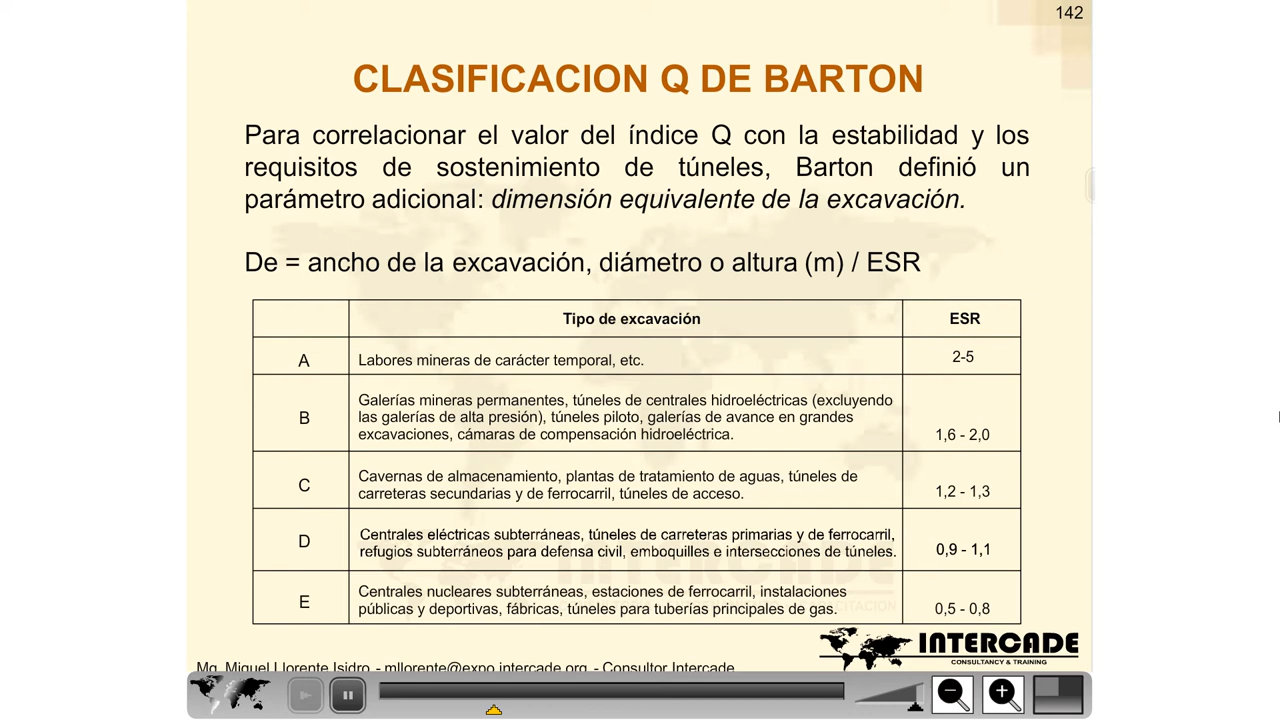 142
CLASIFICACION Q DE BARTON
Para correlacionar el valor del índice Q con la estabilidad y los
requisitos de sostenimiento de túneles, Barton definió un
parámetro adicional: dimensión equivalente de la excavación.
De = ancho de la excavación, diámetro o altura (m) / ESR
Tipo de excavación ESR
A Labores mineras de carácter temporal, etc. 2-5
B Galerías mineras permanentes, túneles de centrales hidroeléctricas (excluyendo
las galerías de alta presión), túneles piloto, galerías de avance en grandes
excavaciones, cámaras de compensación hidroeléctrica. 1,6 - 2,0
C Cavernas de almacenamiento, plantas de tratamiento de aguas, túneles de
carreteras secundarias y de ferrocarril, túneles de acceso. 1,2 - 1,3
D Centrales eléctricas subterráneas, túneles de carreteras primarias y de ferrocarril,
refugios subterráneos para defensa civil, emboquilles e intersecciones de túneles. 0,9 - 1,1
E Centrales nucleares subterráneas, estaciones de ferrocarril, instalaciones
públicas y deportivas, fábricas, túneles para tuberías principales de gas. 0,5 - 0,8
INTERCADE
CONSULTANCY & TRAINING
Mg. Miguel Llorente Isidro - mllorente@expo.intercade.org - Consultor Intercade